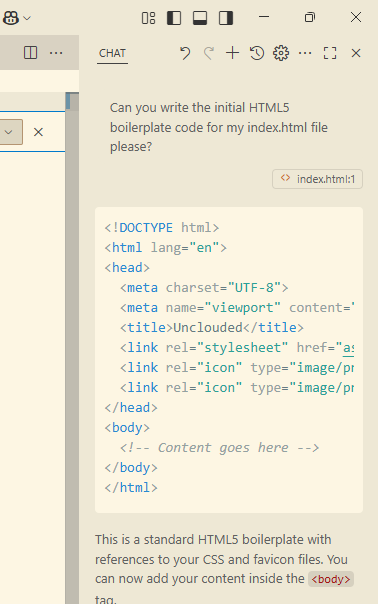 CHAT
Can you write the initial HTML5
boilerplate code for my index.html file
please?
<> index.html:1
<!DOCTYPE html>
<html lang="en">
<head>
<meta charset="UTF-8">
<meta name="viewport" content="
<title>Unclouded</title>
<link rel="stylesheet" href="as
<link rel="icon" type="image/pr
<link rel="icon" type="image/pr
</head>
<body>
<!-- Content goes here -->
</body>
</html>
This is a standard HTML5 boilerplate with
references to your CSS and favicon files. You
can now add your content inside the <body>
tag.